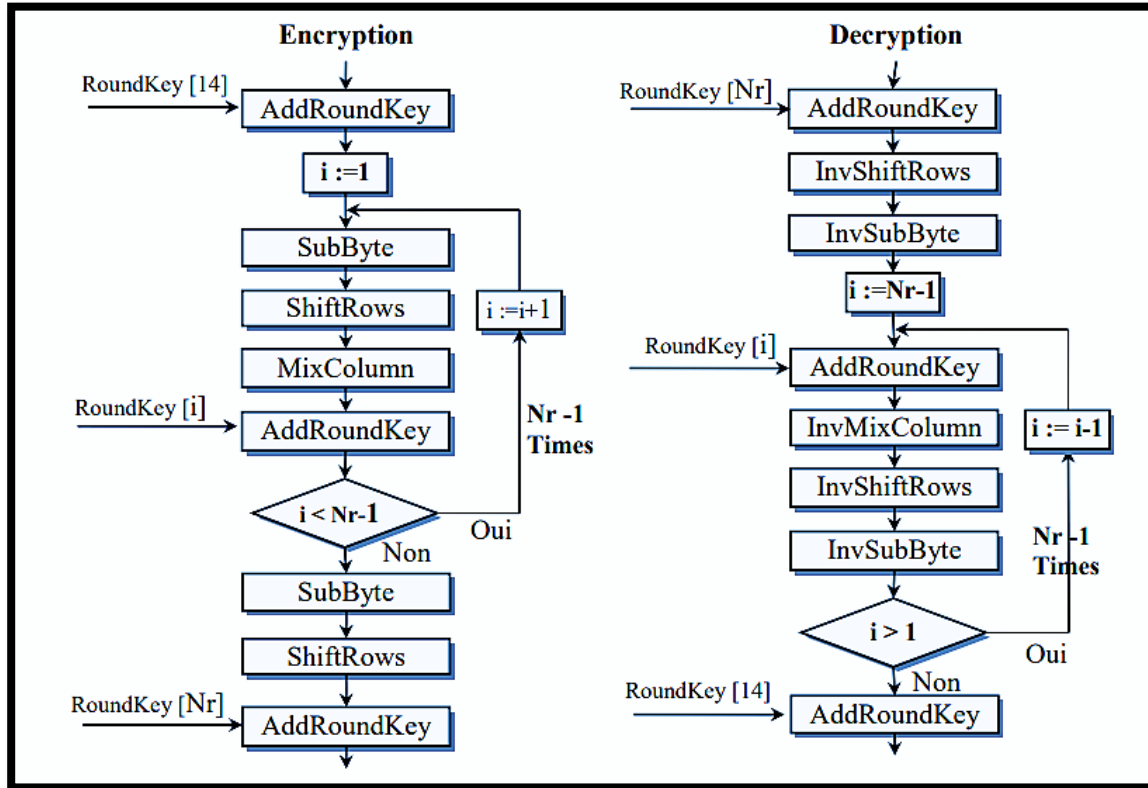 Encryption
RoundKey [14]
AddRoundKey
i :=1
SubByte
ShiftRows
i :=i+1
MixColumn
RoundKey [i]
AddRoundKey
Nr -1
Times
i < Nr-1
Oui
Non
SubByte
ShiftRows
RoundKey [Nr]
AddRoundKey
Decryption
RoundKey [Nr]
AddRoundKey
InvShiftRows
InvSubByte
i :=Nr-1
RoundKey [i]
AddRoundKey
InvMixColumn
i := i-1
InvShiftRows
InvSubByte
Nr -1
Times
i > 1
Oui
Non
RoundKey [14]
AddRoundKey